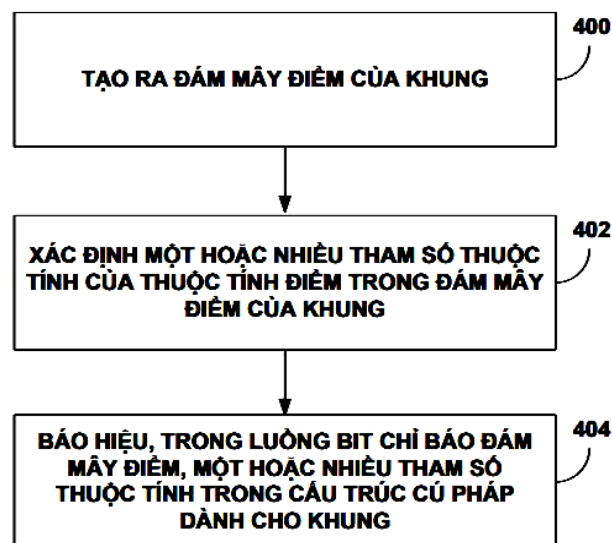 400
TẠO RA ĐÁM MÂY ĐIỂM CỦA KHUNG
402
XÁC ĐỊNH MỘT HOẶC NHIỀU THAM SỐ THUỘC
TÍNH CỦA THUỘC TÍNH ĐIỂM TRONG ĐÁM MÂY
ĐIỂM CỦA KHUNG
404
BÁO HIỆU, TRONG LUỒNG BIT CHỈ BÁO ĐÁM
MÂY ĐIỂM, MỘT HOẶC NHIỀU THAM SỐ
THUỘC TÍNH TRONG CẤU TRÚC CÚ PHÁP
DÀNH CHO KHUNG